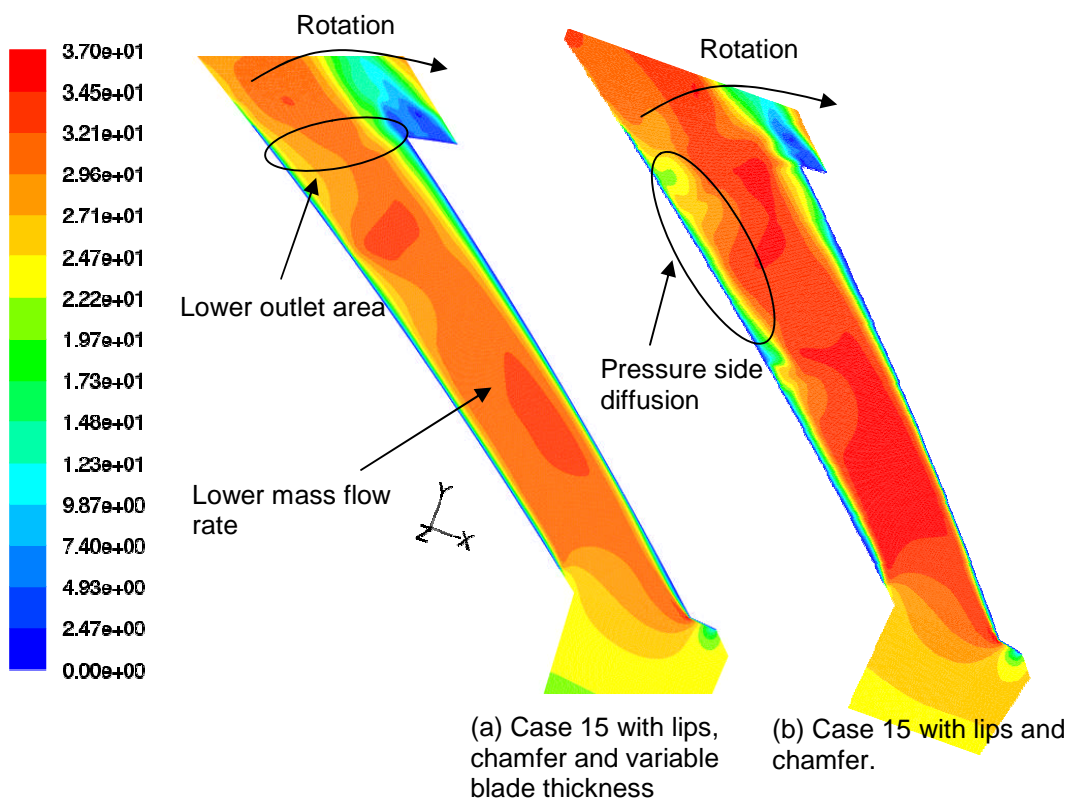 Rotation
Rotation
3.70e+01
3.45e+01
3.21e+01
2.96e+01
2.71e+01
2.47e+01
2.22e+01
1.97e+01
1.73e+01
1.48e+01
1.23e+01
9.87e+00
7.40e+00
4.93e+00
2.47e+00
0.00e+00
Lower outlet area
Pressure side
diffusion
Lower mass flow
rate
Y
Z
X
(a) Case 15 with lips,
chamfer and variable
blade thickness
(b) Case 15 with lips and
chamfer.